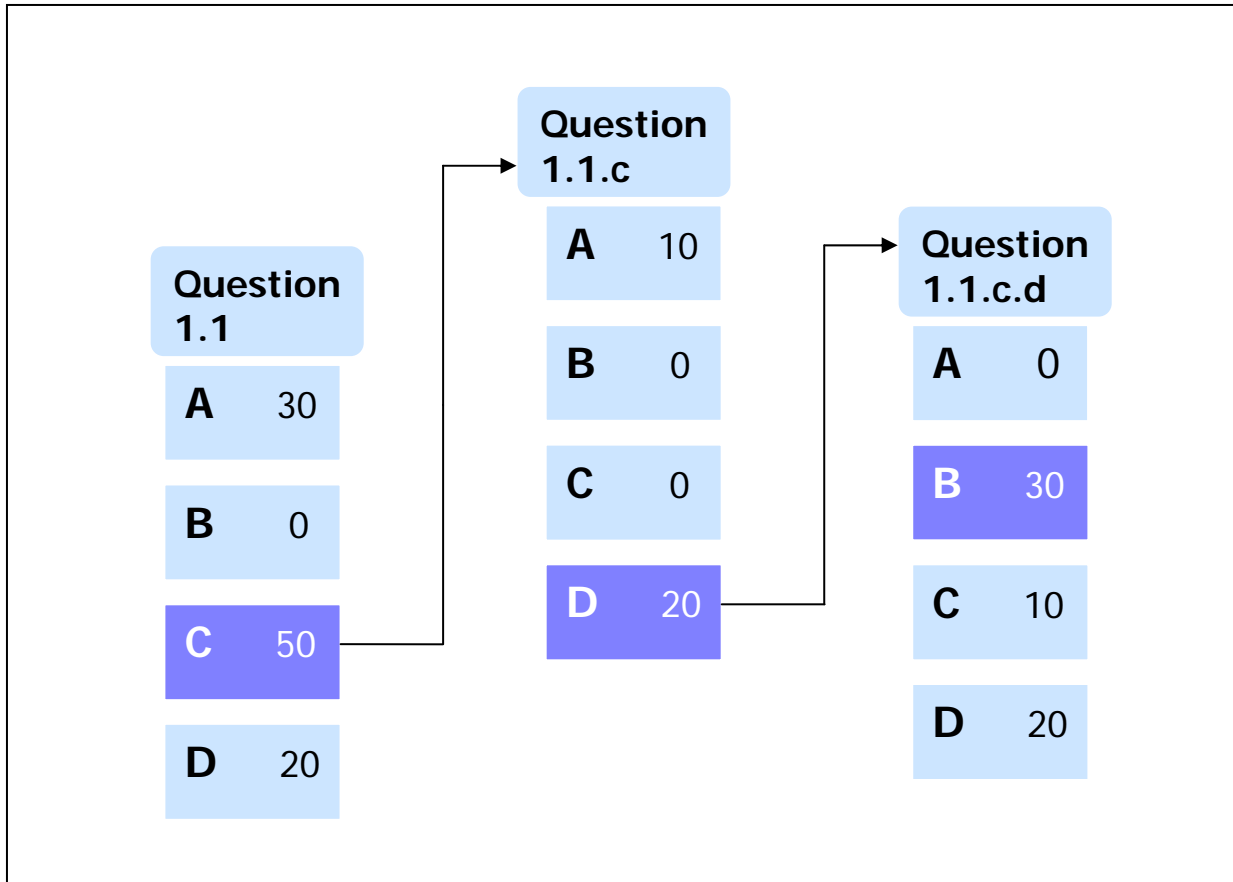 Question
1.1
A 30
B 0
C 50
D 20
Question
1.1.c
A 10
B 0
C 0
D 20
Question
1.1.c.d
A 0
B 30
C 10
D 20